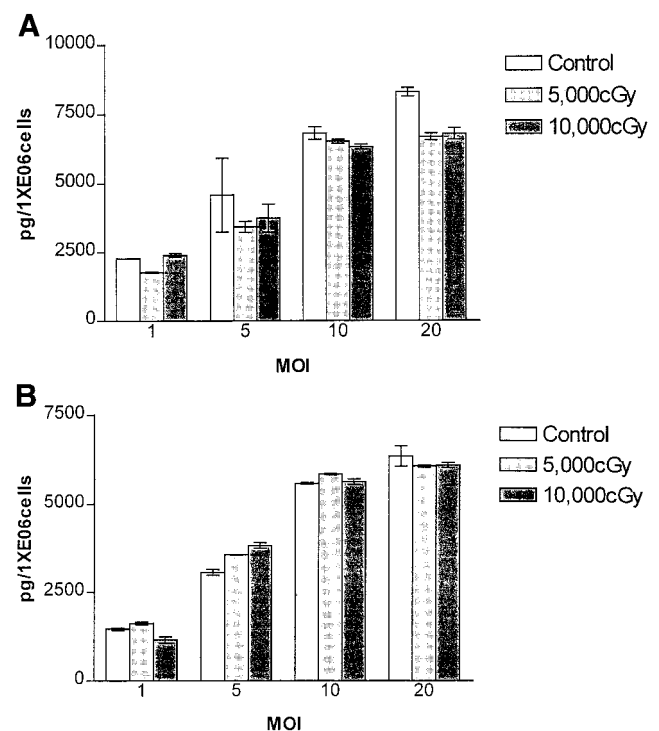 A
10000
7500
5000
2500
0
pg/1XE06cells
1 5 10 20
MOI
Control
5,000cGy
10,000cGy
B
7500
5000
2500
0
pg/1XE06cells
1 5 10 20
MOI
Control
5,000cGy
10,000cGy